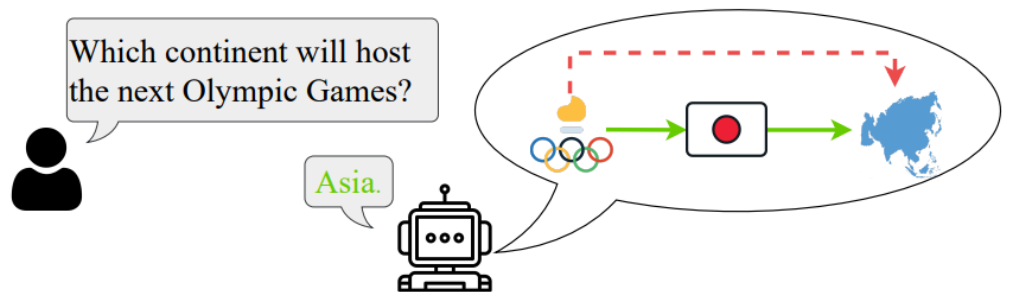 Which continent will host
the next Olympic Games?
Asia.